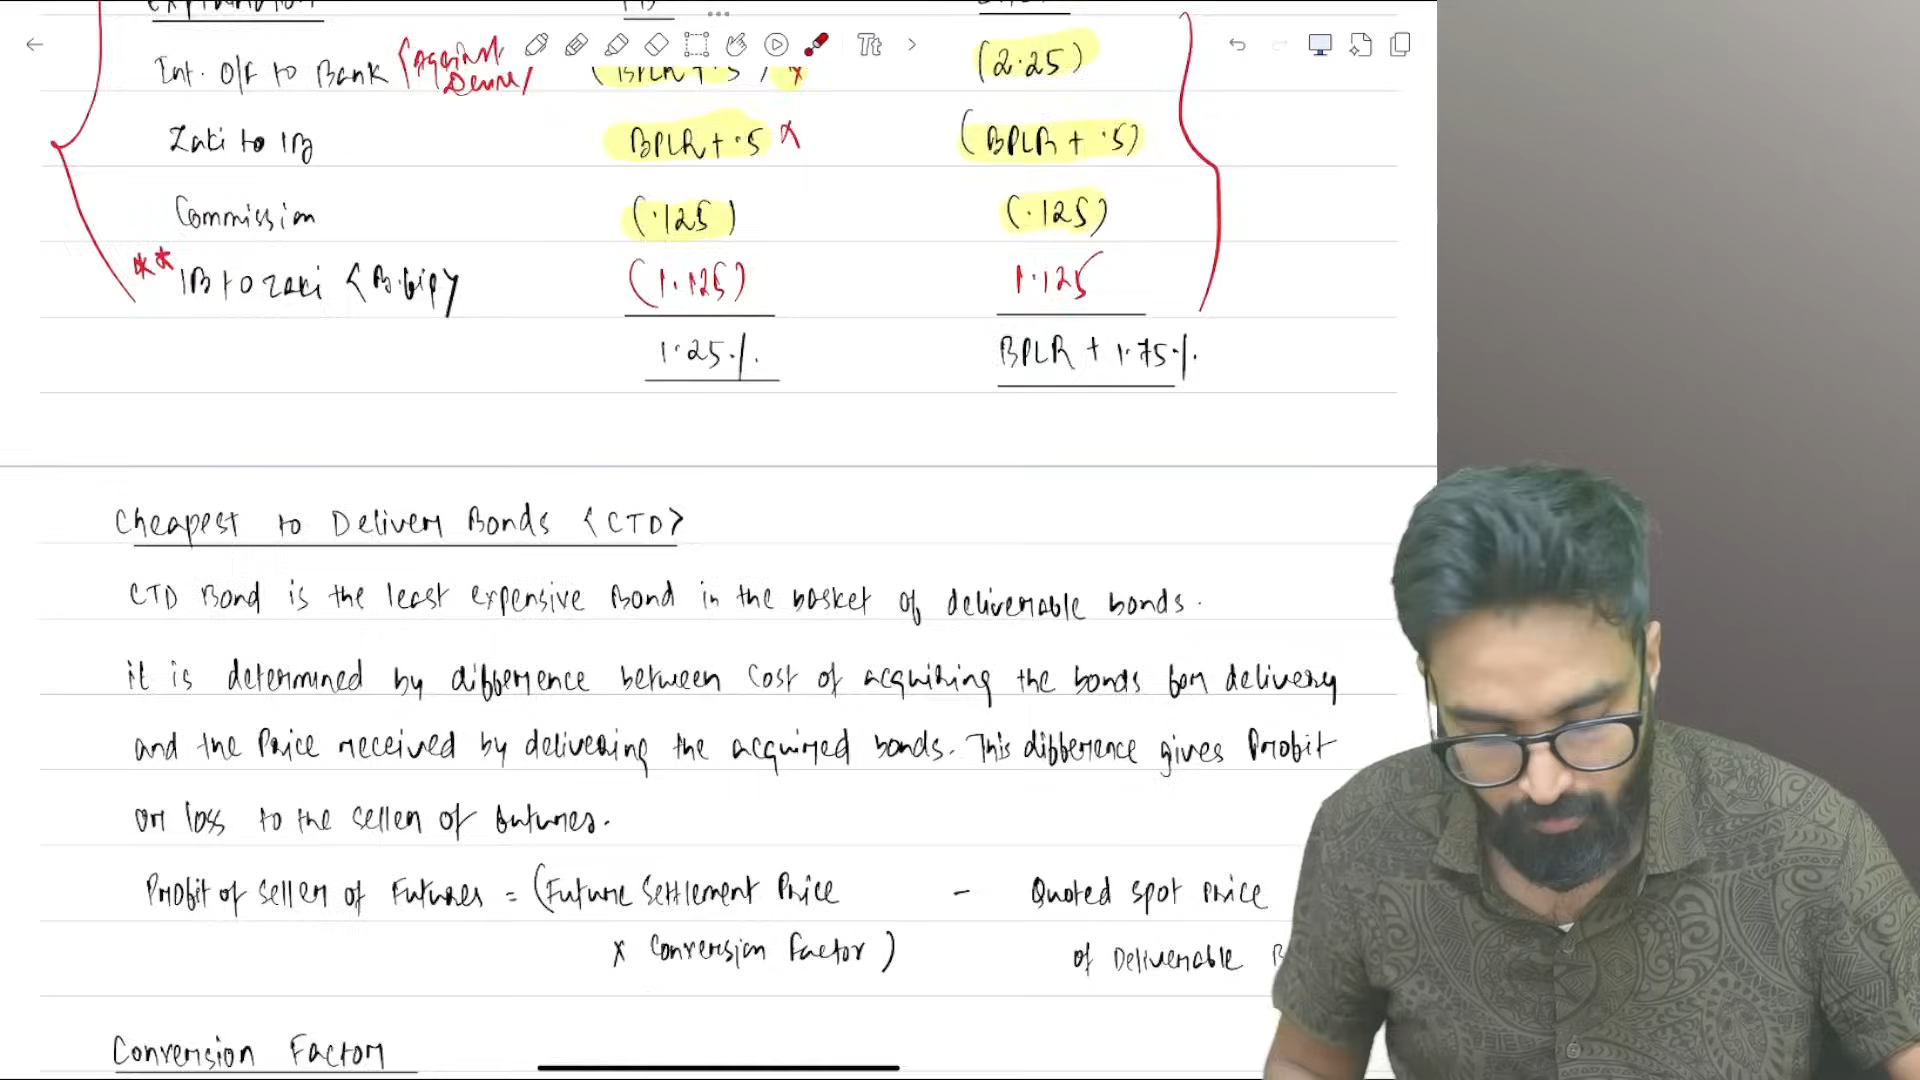 Int. O/F to Bank <Against
(2.25)
Zaki to IB BPLR + .5 x (BPLR + .5)
Commission (.125) (.125)
** IB to Zaki <B.fig> (1.125) 1.125
1.25% BPLR + 1.75%
Cheapest to Deliver Bonds <CTD>
CTD Bond is the least expensive Bond in the basket of deliverable bonds.
it is determined by difference between Cost of acquiring the bonds for delivery
and the Price received by delivering the acquired bonds. This difference gives Profit
or loss to the seller of futures.
Profit of Seller of Futures = (Future Settlement Price - Quoted spot price
x Conversion Factor) of Deliverable B
Conversion Factor
Tt